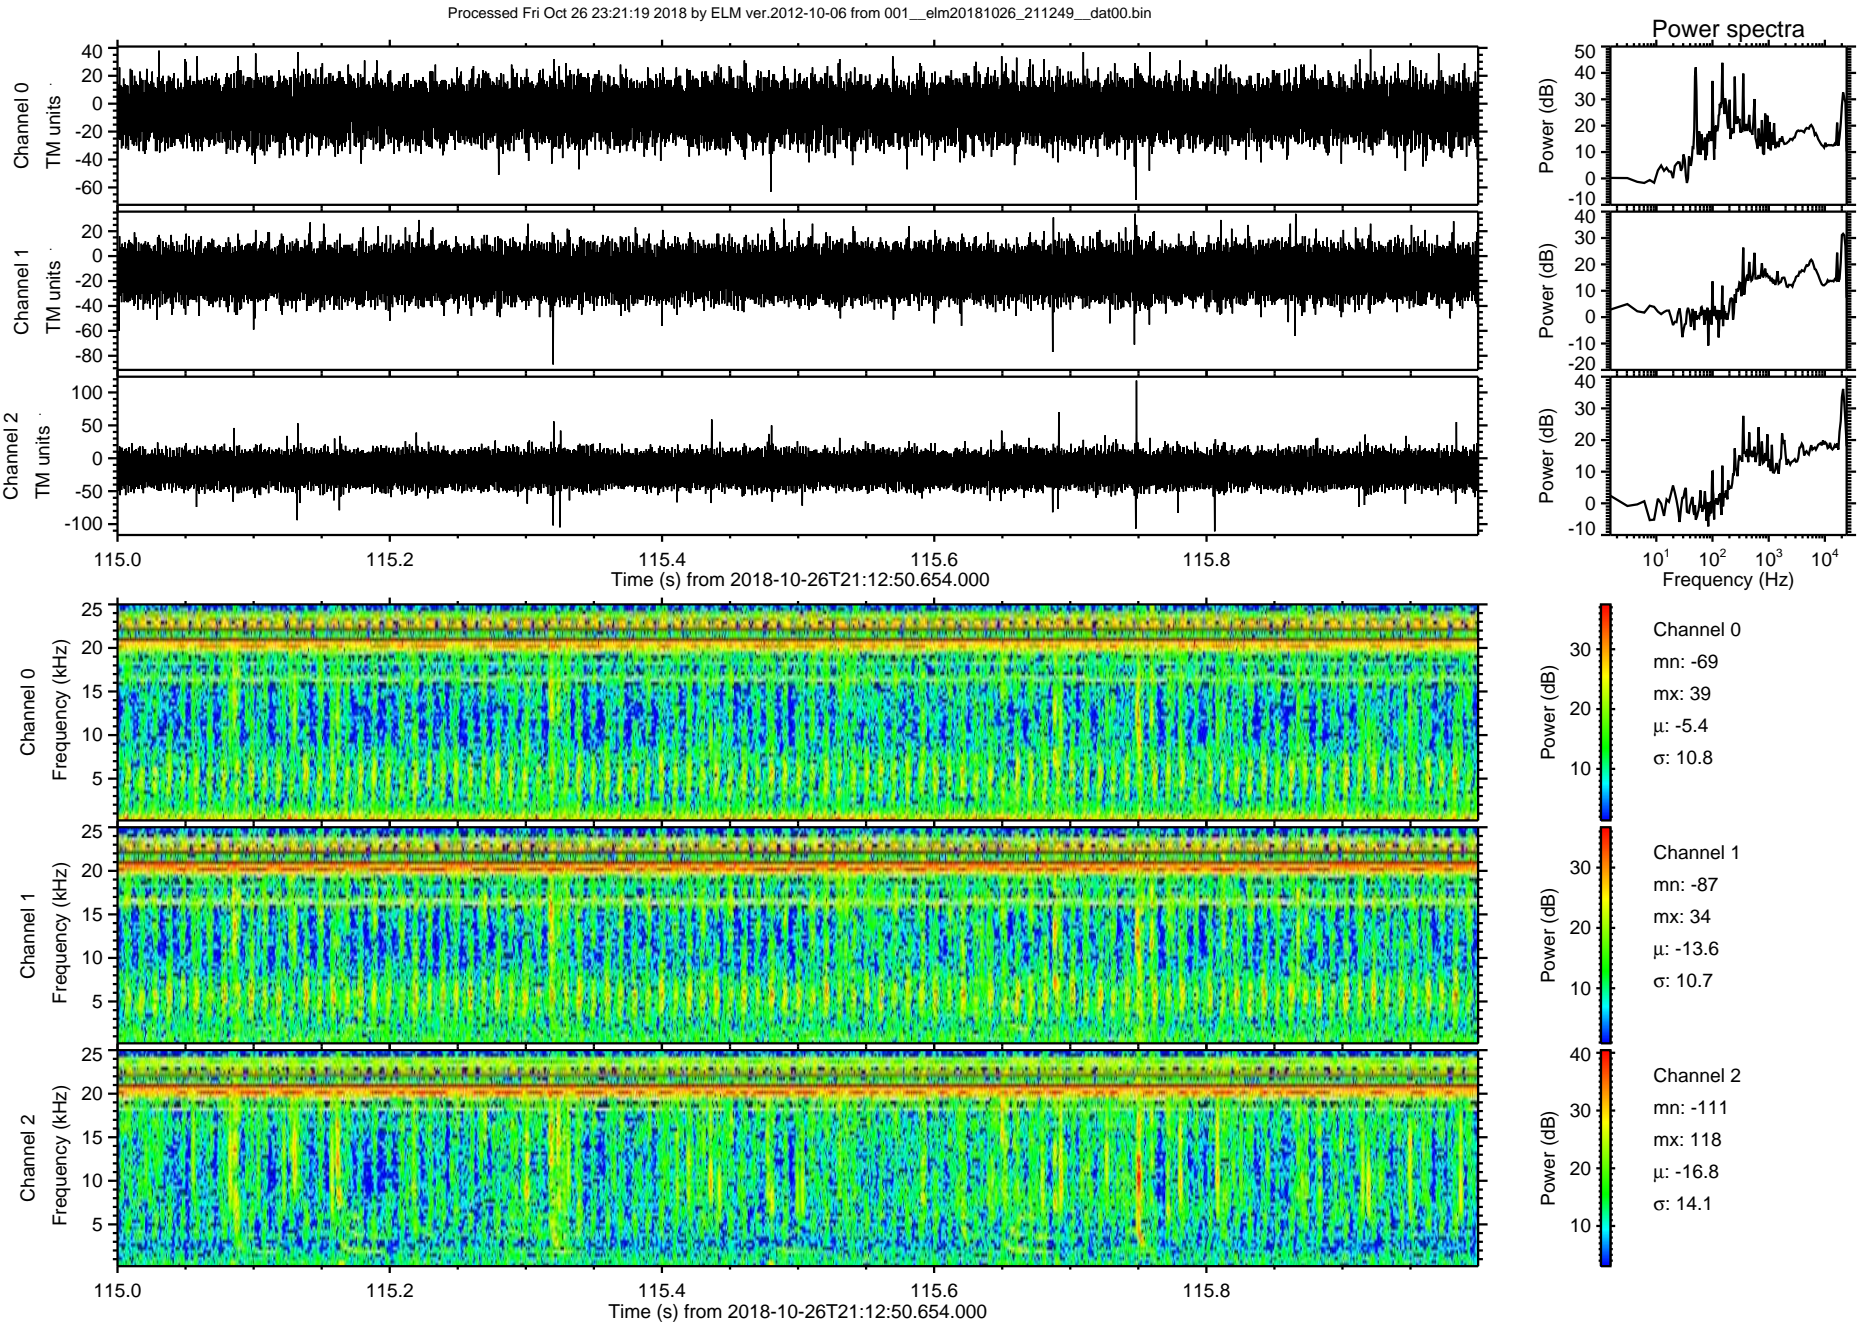 Processed Fri Oct 26 23:21:19 2018 by ELM ver.2012-10-06 from 001__elm20181026_211249__dat00.bin
Power spectra
Channel 0
TM units
40
20
0
-20
-40
-60
Power (dB)
50
40
30
20
10
0
-10
Channel 1
TM units
20
0
-20
-40
-60
-80
Power (dB)
40
30
20
10
0
-10
-20
Channel 2
TM units
100
50
0
-50
-100
Power (dB)
40
30
20
10
0
-10
115.0 115.2 115.4 115.6 115.8
Time (s) from 2018-10-26T21:12:50.654.000
10¹ 10² 10³ 10⁴
Frequency (Hz)
Channel 0
Frequency (kHz)
25
20
15
10
5
Power (dB)
30
20
10
Channel 0
mn: -69
mx: 39
μ: -5.4
σ: 10.8
Channel 1
Frequency (kHz)
25
20
15
10
5
Power (dB)
30
20
10
Channel 1
mn: -87
mx: 34
μ: -13.6
σ: 10.7
Channel 2
Frequency (kHz)
25
20
15
10
5
Power (dB)
40
30
20
10
Channel 2
mn: -111
mx: 118
μ: -16.8
σ: 14.1
115.0 115.2 115.4 115.6 115.8
Time (s) from 2018-10-26T21:12:50.654.000